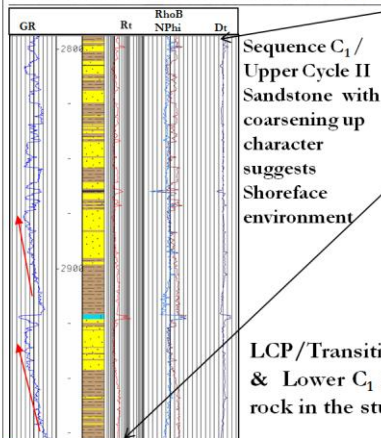 GR
Rt
RhoB
NPhi
Dt
2800
2900
Sequence C₁/
Upper Cycle II
Sandstone with
coarsening up
character
suggests
Shoreface
environment
LCP/Transiti
& Lower C₁
rock in the stu